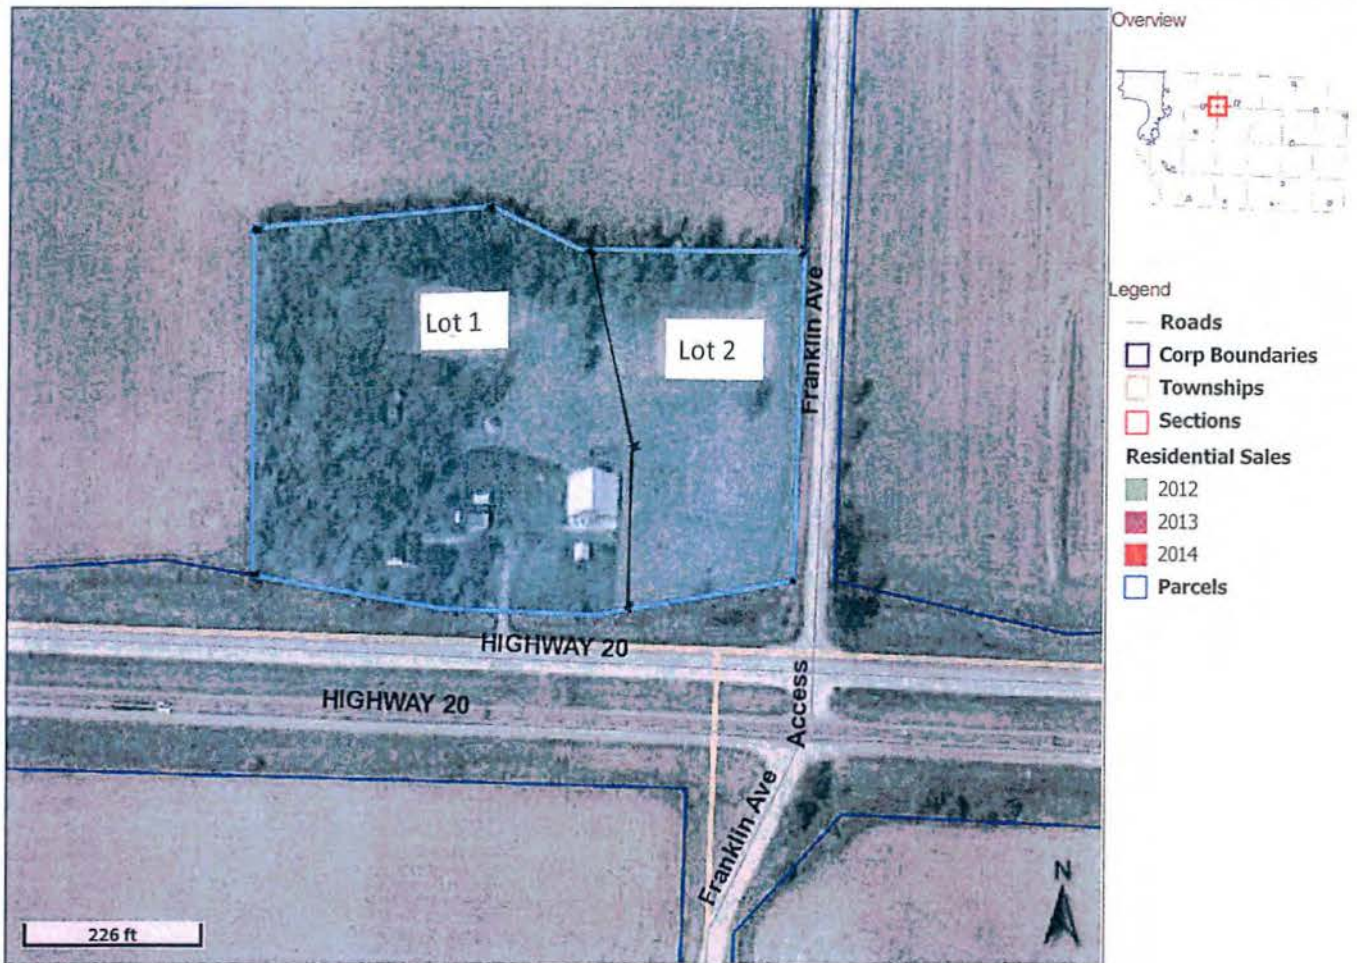 Overview
Lot 1
Lot 2
Franklin Ave
HIGHWAY 20
HIGHWAY 20
Access
Franklin Ave
N
226 ft
Legend
Roads
Corp Boundaries
Townships
Sections
Residential Sales
2012
2013
2014
Parcels